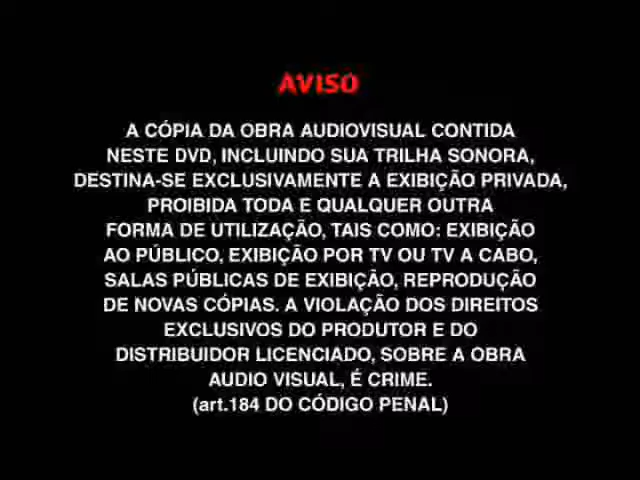 AVISO
A CÓPIA DA OBRA AUDIOVISUAL CONTIDA
NESTE DVD, INCLUINDO SUA TRILHA SONORA,
DESTINA-SE EXCLUSIVAMENTE A EXIBIÇÃO PRIVADA,
PROIBIDA TODA E QUALQUER OUTRA
FORMA DE UTILIZAÇÃO, TAIS COMO: EXIBIÇÃO
AO PÚBLICO, EXIBIÇÃO POR TV OU TV A CABO,
SALAS PÚBLICAS DE EXIBIÇÃO, REPRODUÇÃO
DE NOVAS CÓPIAS. A VIOLAÇÃO DOS DIREITOS
EXCLUSIVOS DO PRODUTOR E DO
DISTRIBUIDOR LICENCIADO, SOBRE A OBRA
AUDIO VISUAL, É CRIME.
(art.184 DO CÓDIGO PENAL)